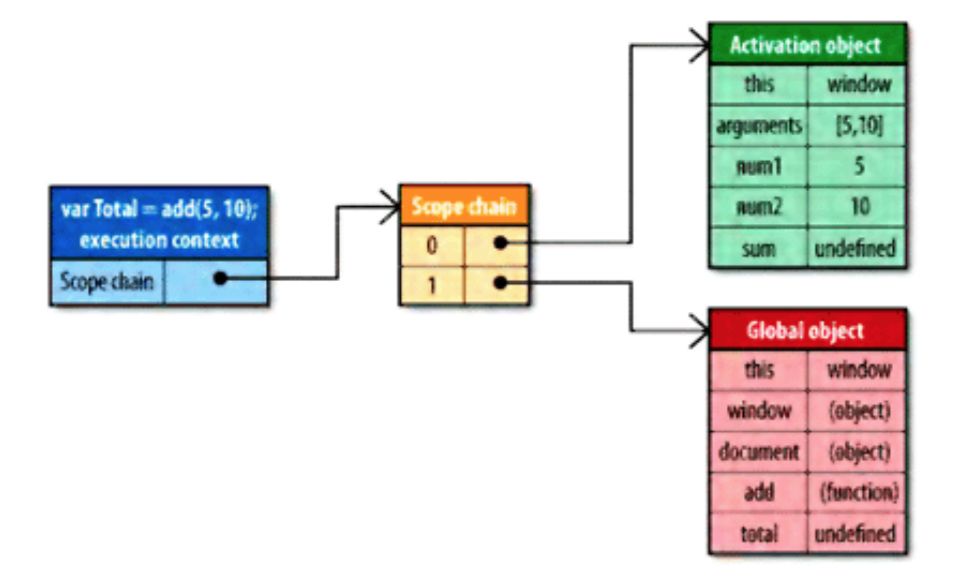 var Total = add(5, 10);
execution context
Scope chain
Scope chain
0
1
Activation object
this window
arguments [5,10]
num1 5
num2 10
sum undefined
Global object
this window
window (object)
document (object)
add (function)
total undefined